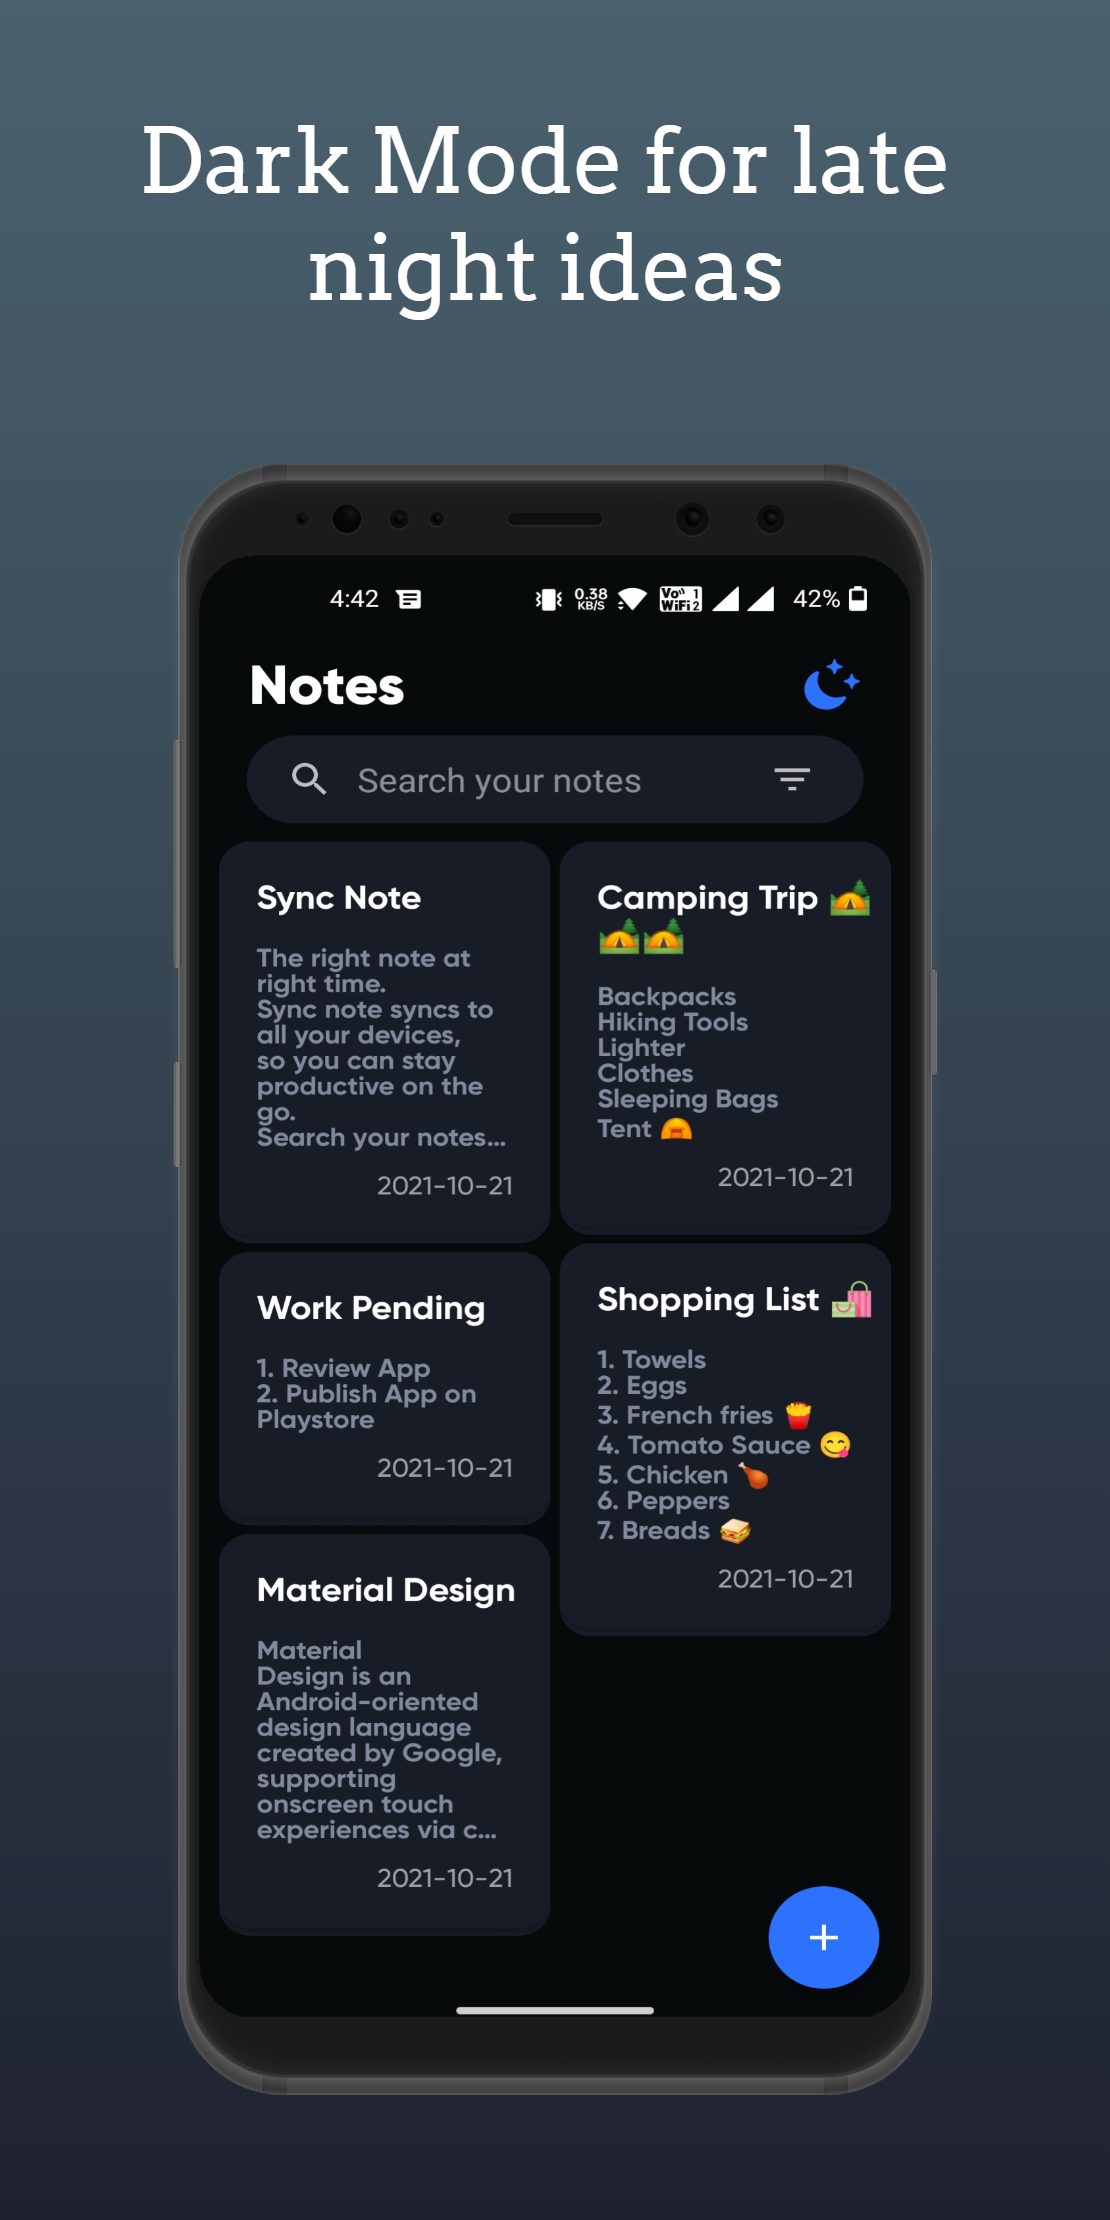 Dark Mode for late
night ideas
4:42
0.38
KB/S
Vo 1
WiFi 2
42%
Notes
Search your notes
Sync Note
The right note at
right time.
Sync note syncs to
all your devices,
so you can stay
productive on the
go.
Search your notes...
2021-10-21
Camping Trip 🏕️
🏕️🏕️
Backpacks
Hiking Tools
Lighter
Clothes
Sleeping Bags
Tent ⛺
2021-10-21
Work Pending
1. Review App
2. Publish App on
Playstore
2021-10-21
Shopping List 🛍️
1. Towels
2. Eggs
3. French fries 🍟
4. Tomato Sauce 😋
5. Chicken 🍗
6. Peppers
7. Breads 🥪
2021-10-21
Material Design
Material
Design is an
Android-oriented
design language
created by Google,
supporting
onscreen touch
experiences via c...
2021-10-21